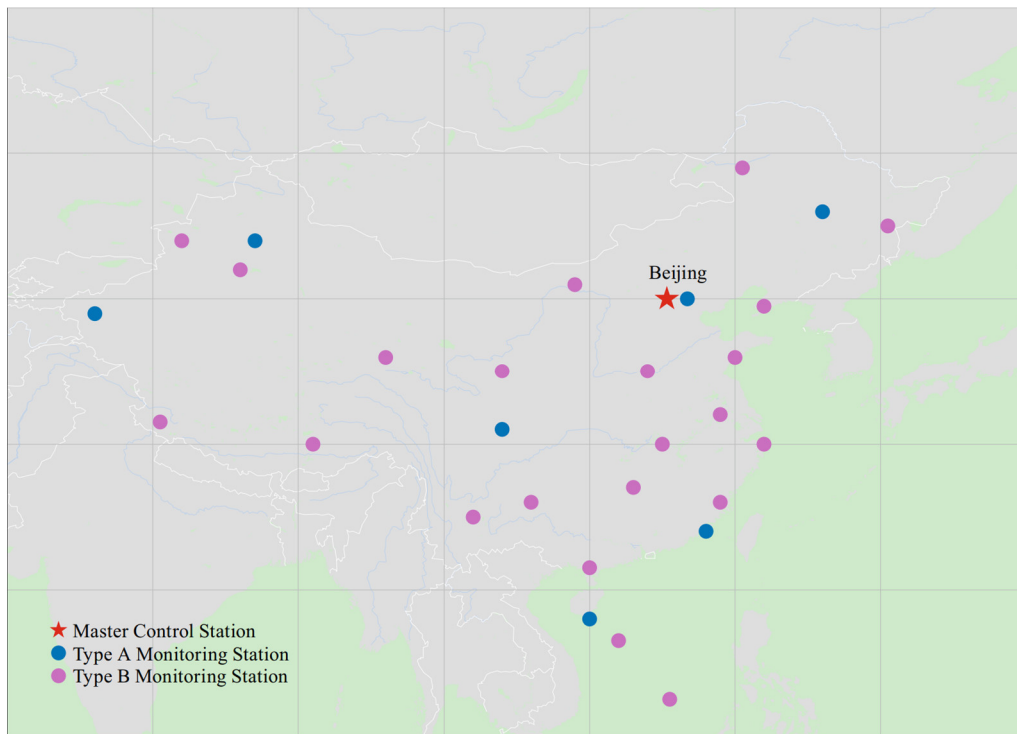 Beijing
Master Control Station
Type A Monitoring Station
Type B Monitoring Station